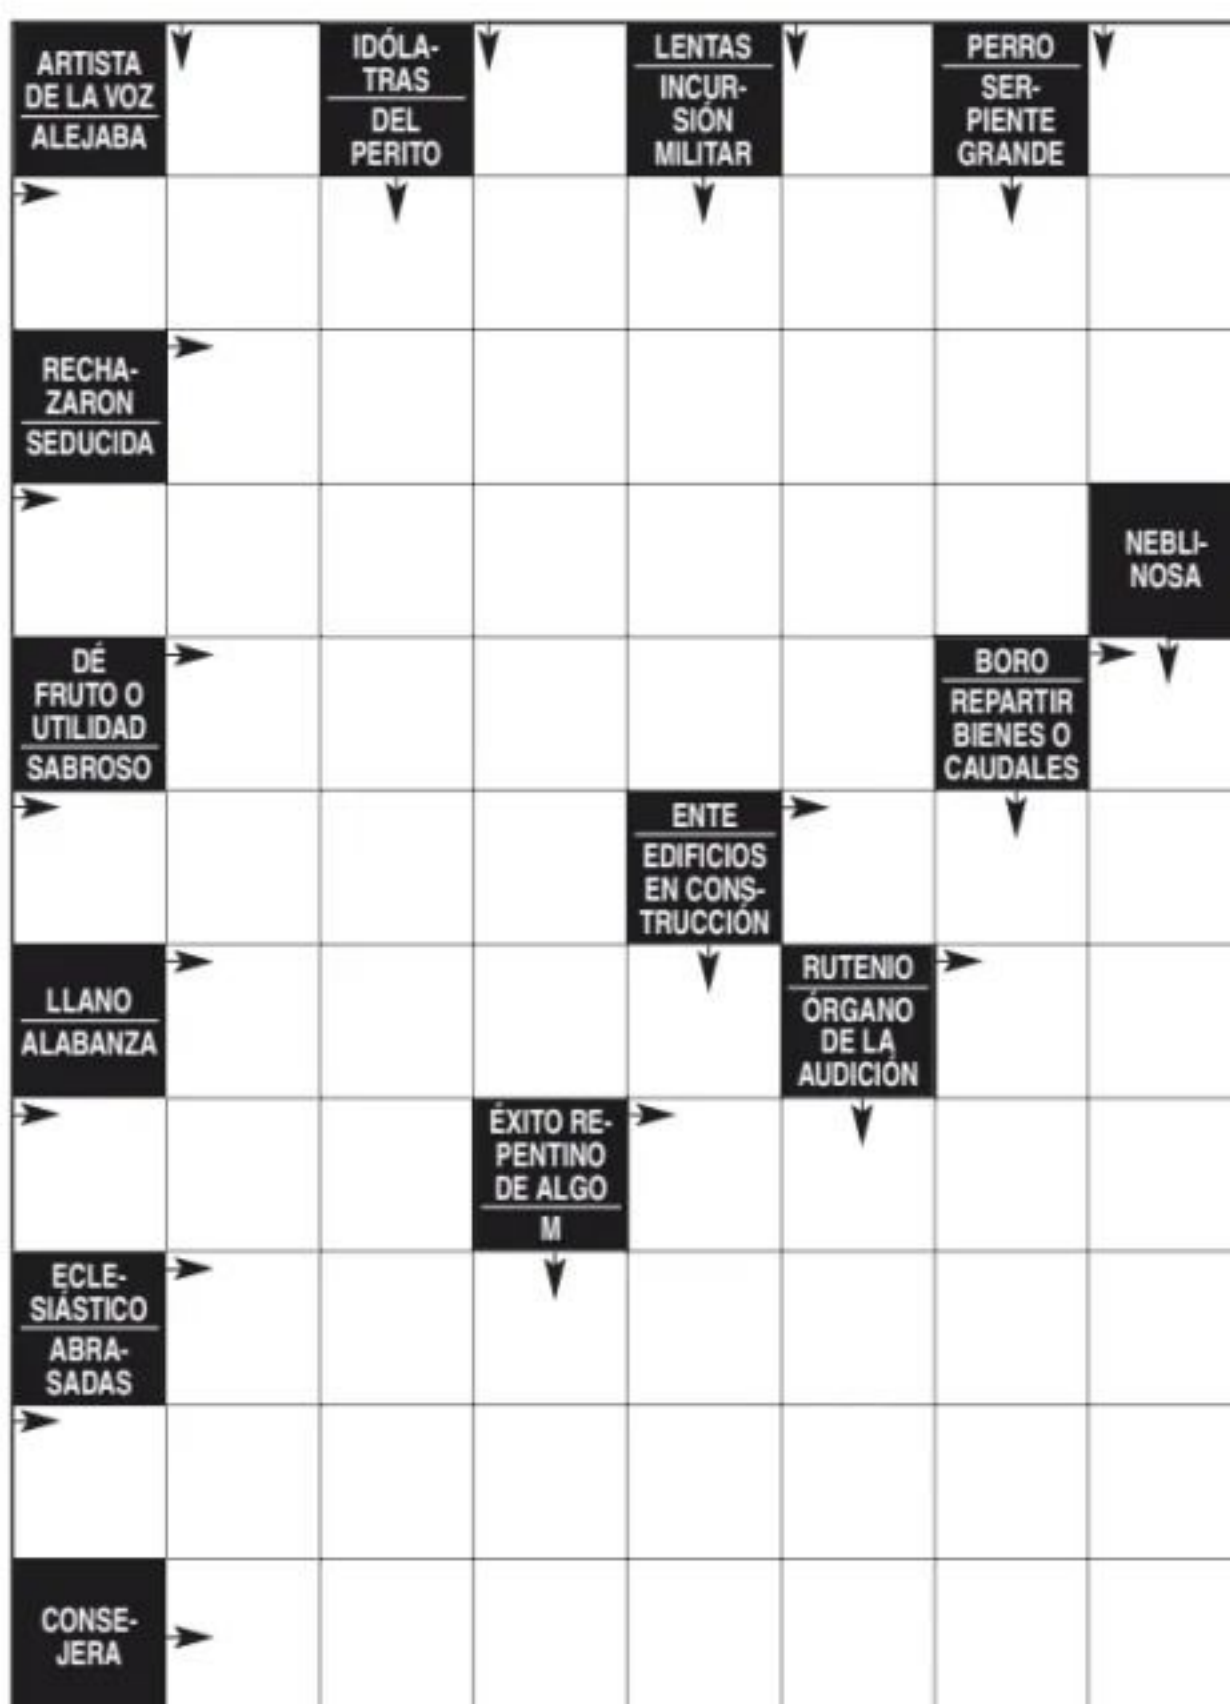 ARTISTA
DE LA VOZ
ALEJABA
IDÓLA-
TRAS
DEL
PERITO
LENTAS
INCUR-
SIÓN
MILITAR
PERRO
SER-
PIENTE
GRANDE
RECHA-
ZARON
SEDUCIDA
NEBLI-
NOSA
DÉ
FRUTO O
UTILIDAD
SABROSO
BORO
REPARTIR
BIENES O
CAUDALES
ENTE
EDIFICIOS
EN CONS-
TRUCCIÓN
LLANO
ALABANZA
RUTENIO
ÓRGANO
DE LA
AUDICIÓN
ÉXITO RE-
PENTINO
DE ALGO
M
ECLE-
SIÁSTICO
ABRA-
SADAS
CONSE-
JERA